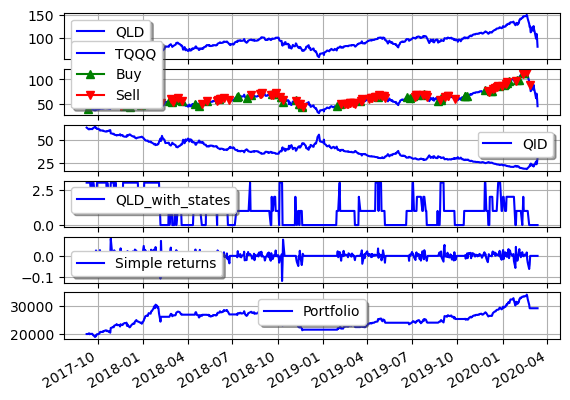 150
100
QLD
TQQQ
Buy
Sell
100
50
50
25
QID
2.5
0.0
QLD_with_states
0.0
−0.1
Simple returns
30000
20000
Portfolio
2017-10
2018-01
2018-04
2018-07
2018-10
2019-01
2019-04
2019-07
2019-10
2020-01
2020-04